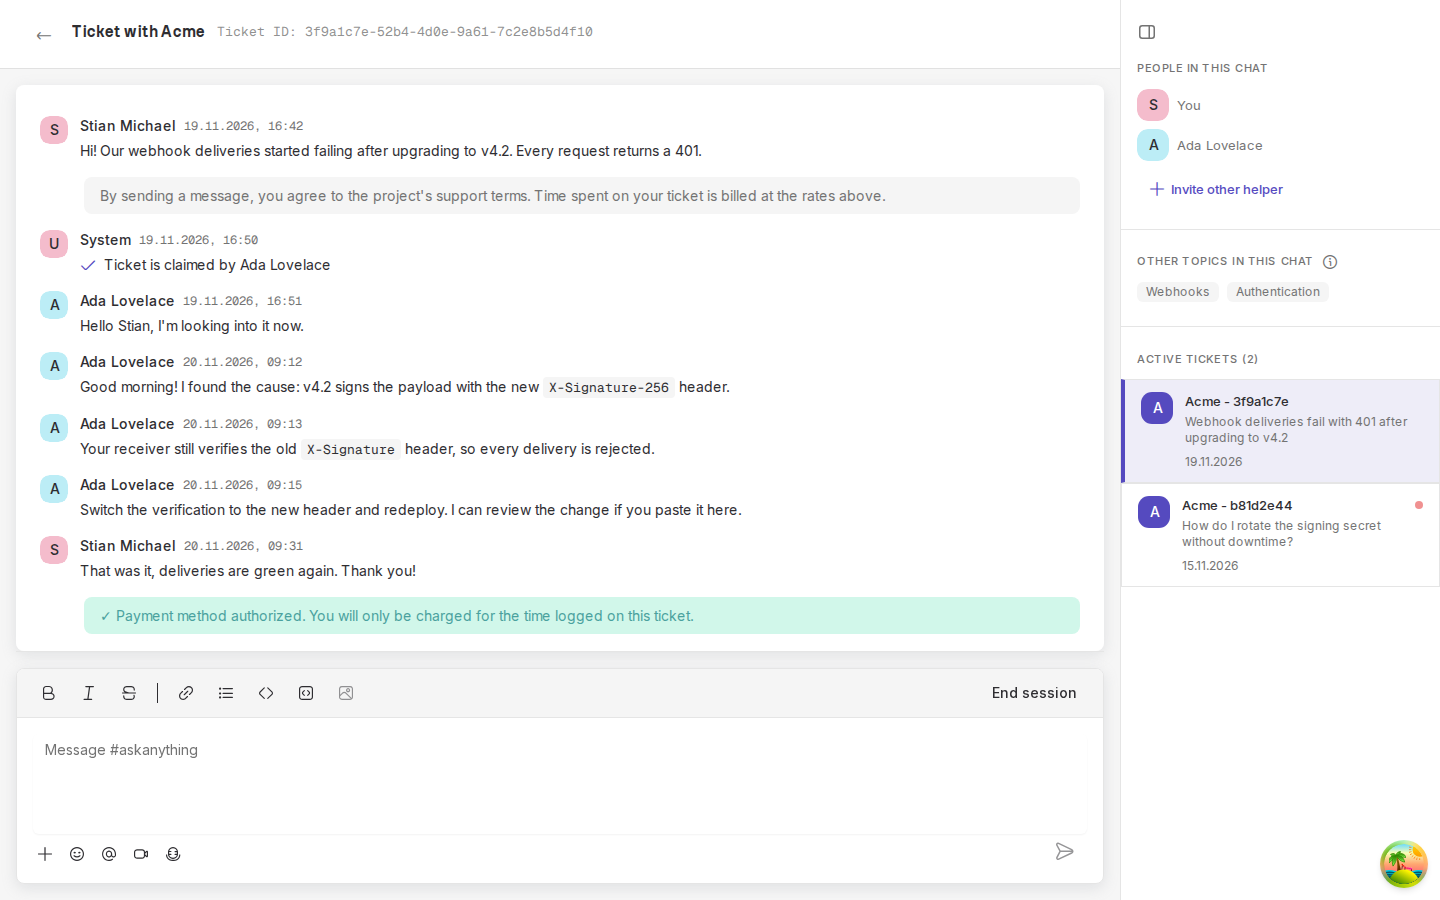 Ticket with Acme Ticket ID: 3f9a1c7e-52b4-4d0e-9a61-7c2e8b5d4f10
S Stian Michael 19.11.2026, 16:42
Hi! Our webhook deliveries started failing after upgrading to v4.2. Every request returns a 401.
By sending a message, you agree to the project's support terms. Time spent on your ticket is billed at the rates above.
U System 19.11.2026, 16:50
Ticket is claimed by Ada Lovelace
A Ada Lovelace 19.11.2026, 16:51
Hello Stian, I'm looking into it now.
A Ada Lovelace 20.11.2026, 09:12
Good morning! I found the cause: v4.2 signs the payload with the new X-Signature-256 header.
A Ada Lovelace 20.11.2026, 09:13
Your receiver still verifies the old X-Signature header, so every delivery is rejected.
A Ada Lovelace 20.11.2026, 09:15
Switch the verification to the new header and redeploy. I can review the change if you paste it here.
S Stian Michael 20.11.2026, 09:31
That was it, deliveries are green again. Thank you!
✓ Payment method authorized. You will only be charged for the time logged on this ticket.
End session
Message #askanything
PEOPLE IN THIS CHAT
S You
A Ada Lovelace
Invite other helper
OTHER TOPICS IN THIS CHAT
Webhooks Authentication
ACTIVE TICKETS (2)
A Acme - 3f9a1c7e
Webhook deliveries fail with 401 after
upgrading to v4.2
19.11.2026
A Acme - b81d2e44
How do I rotate the signing secret
without downtime?
15.11.2026